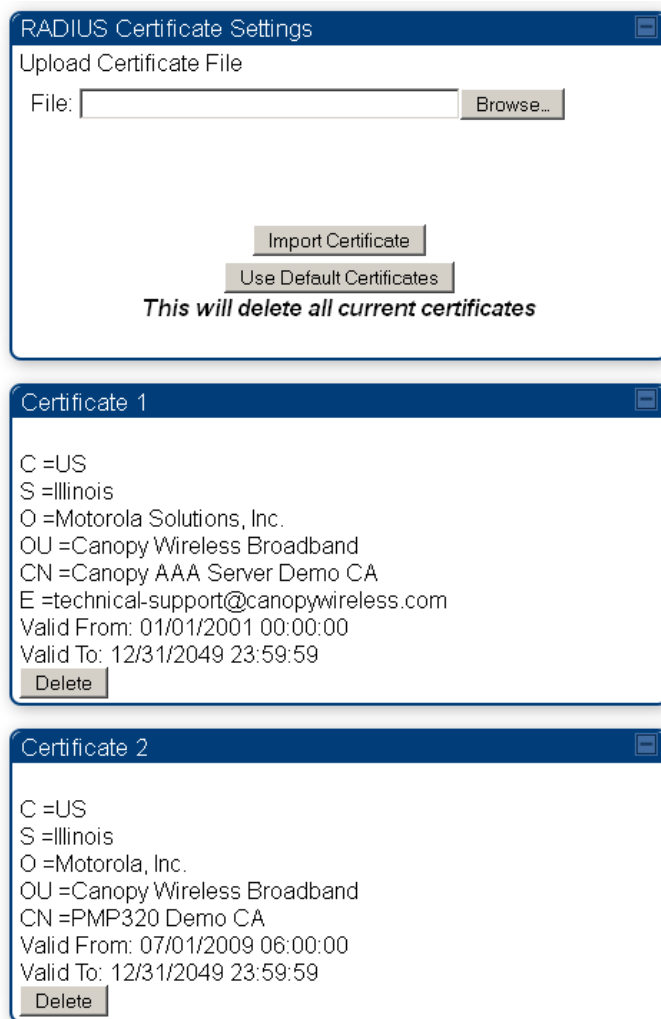 RADIUS Certificate Settings
Upload Certificate File
File: Browse...
Import Certificate
Use Default Certificates
This will delete all current certificates
Certificate 1
C =US
S =Illinois
O =Motorola Solutions, Inc.
OU =Canopy Wireless Broadband
CN =Canopy AAA Server Demo CA
E =technical-support@canopywireless.com
Valid From: 01/01/2001 00:00:00
Valid To: 12/31/2049 23:59:59
Delete
Certificate 2
C =US
S =Illinois
O =Motorola, Inc.
OU =Canopy Wireless Broadband
CN =PMP320 Demo CA
Valid From: 07/01/2009 06:00:00
Valid To: 12/31/2049 23:59:59
Delete